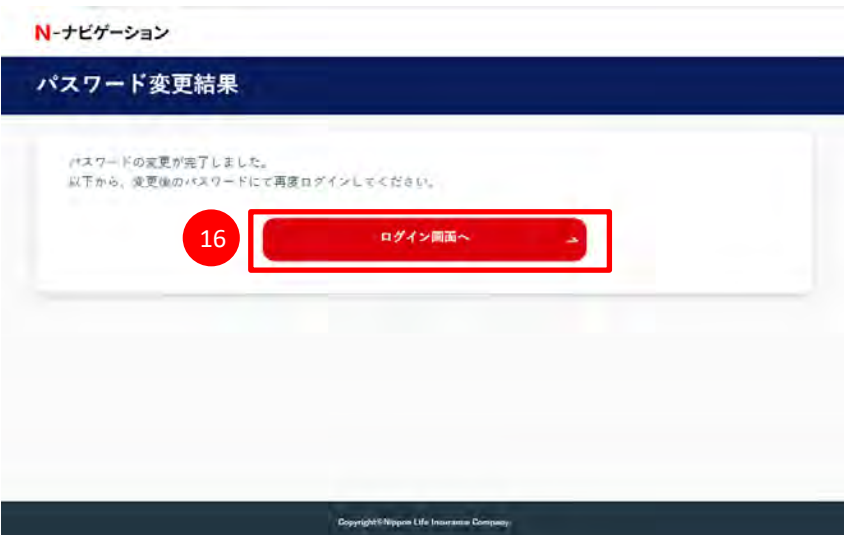 N-ナビゲーション
パスワード変更結果
パスワードの変更が完了しました。
以下から、変更後のパスワードにて再度ログインしてください。
16
ログイン画面へ
Copyright©Nippon Life Insurance Company.